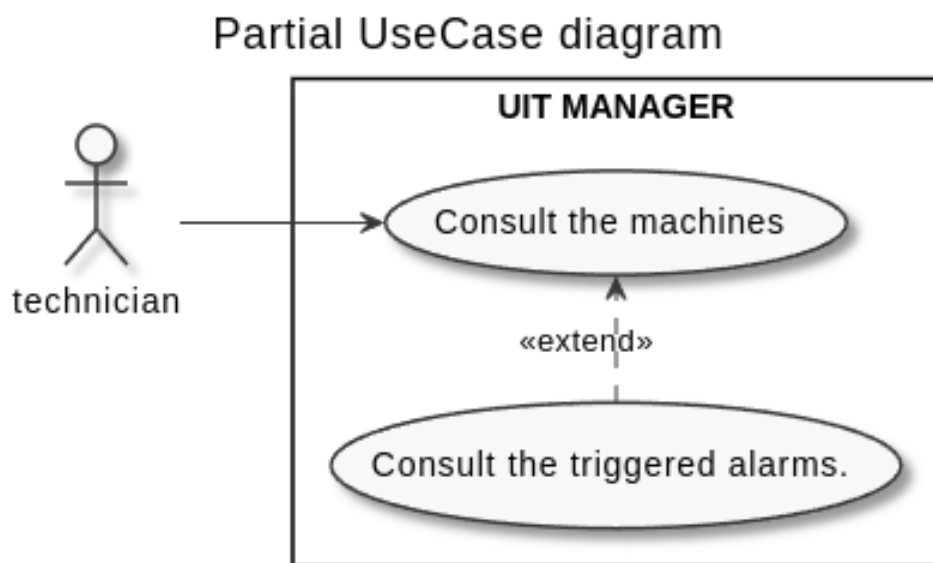 Partial UseCase diagram
UIT MANAGER
Consult the machines
technician
«extend»
Consult the triggered alarms.